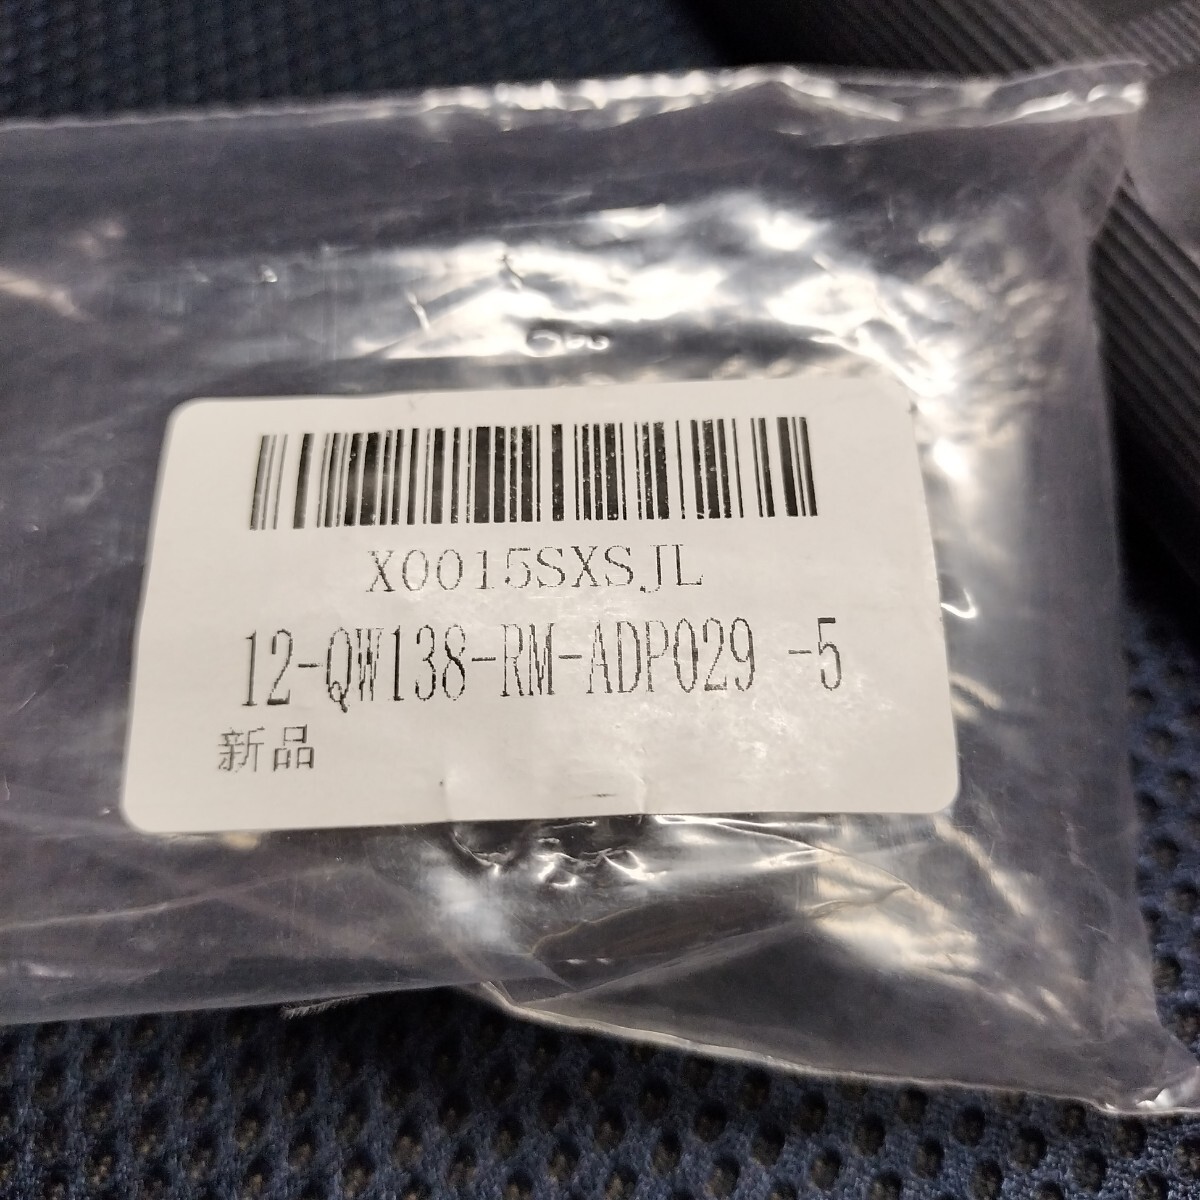 X0015SXSJL
12-QW138-RM-ADP029 -5
新品